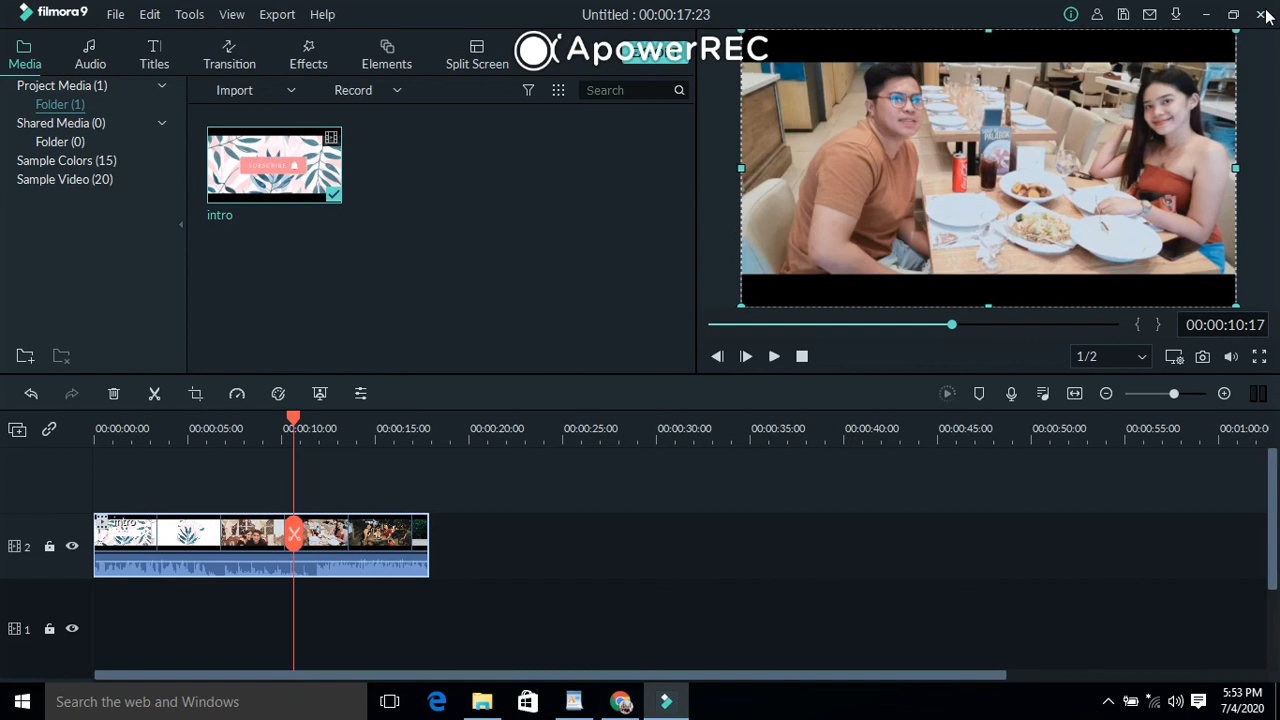 filmora9 File Edit Tools View Export Help Untitled : 00:00:17:23
ApowerREC
Media Audio Titles Transition Effects Elements Split Screen
Project Media (1)
Folder (1)
Shared Media (0)
Folder (0)
Sample Colors (15)
Sample Video (20)
Import Record Search
SUBSCRIBE
intro
00:00:10:17
1/2
00:00:00:00 00:00:05:00 00:00:10:00 00:00:15:00 00:00:20:00 00:00:25:00 00:00:30:00 00:00:35:00 00:00:40:00 00:00:45:00 00:00:50:00 00:00:55:00 00:01:00:0
intro
2
1
Search the web and Windows
5:53 PM
7/4/2020